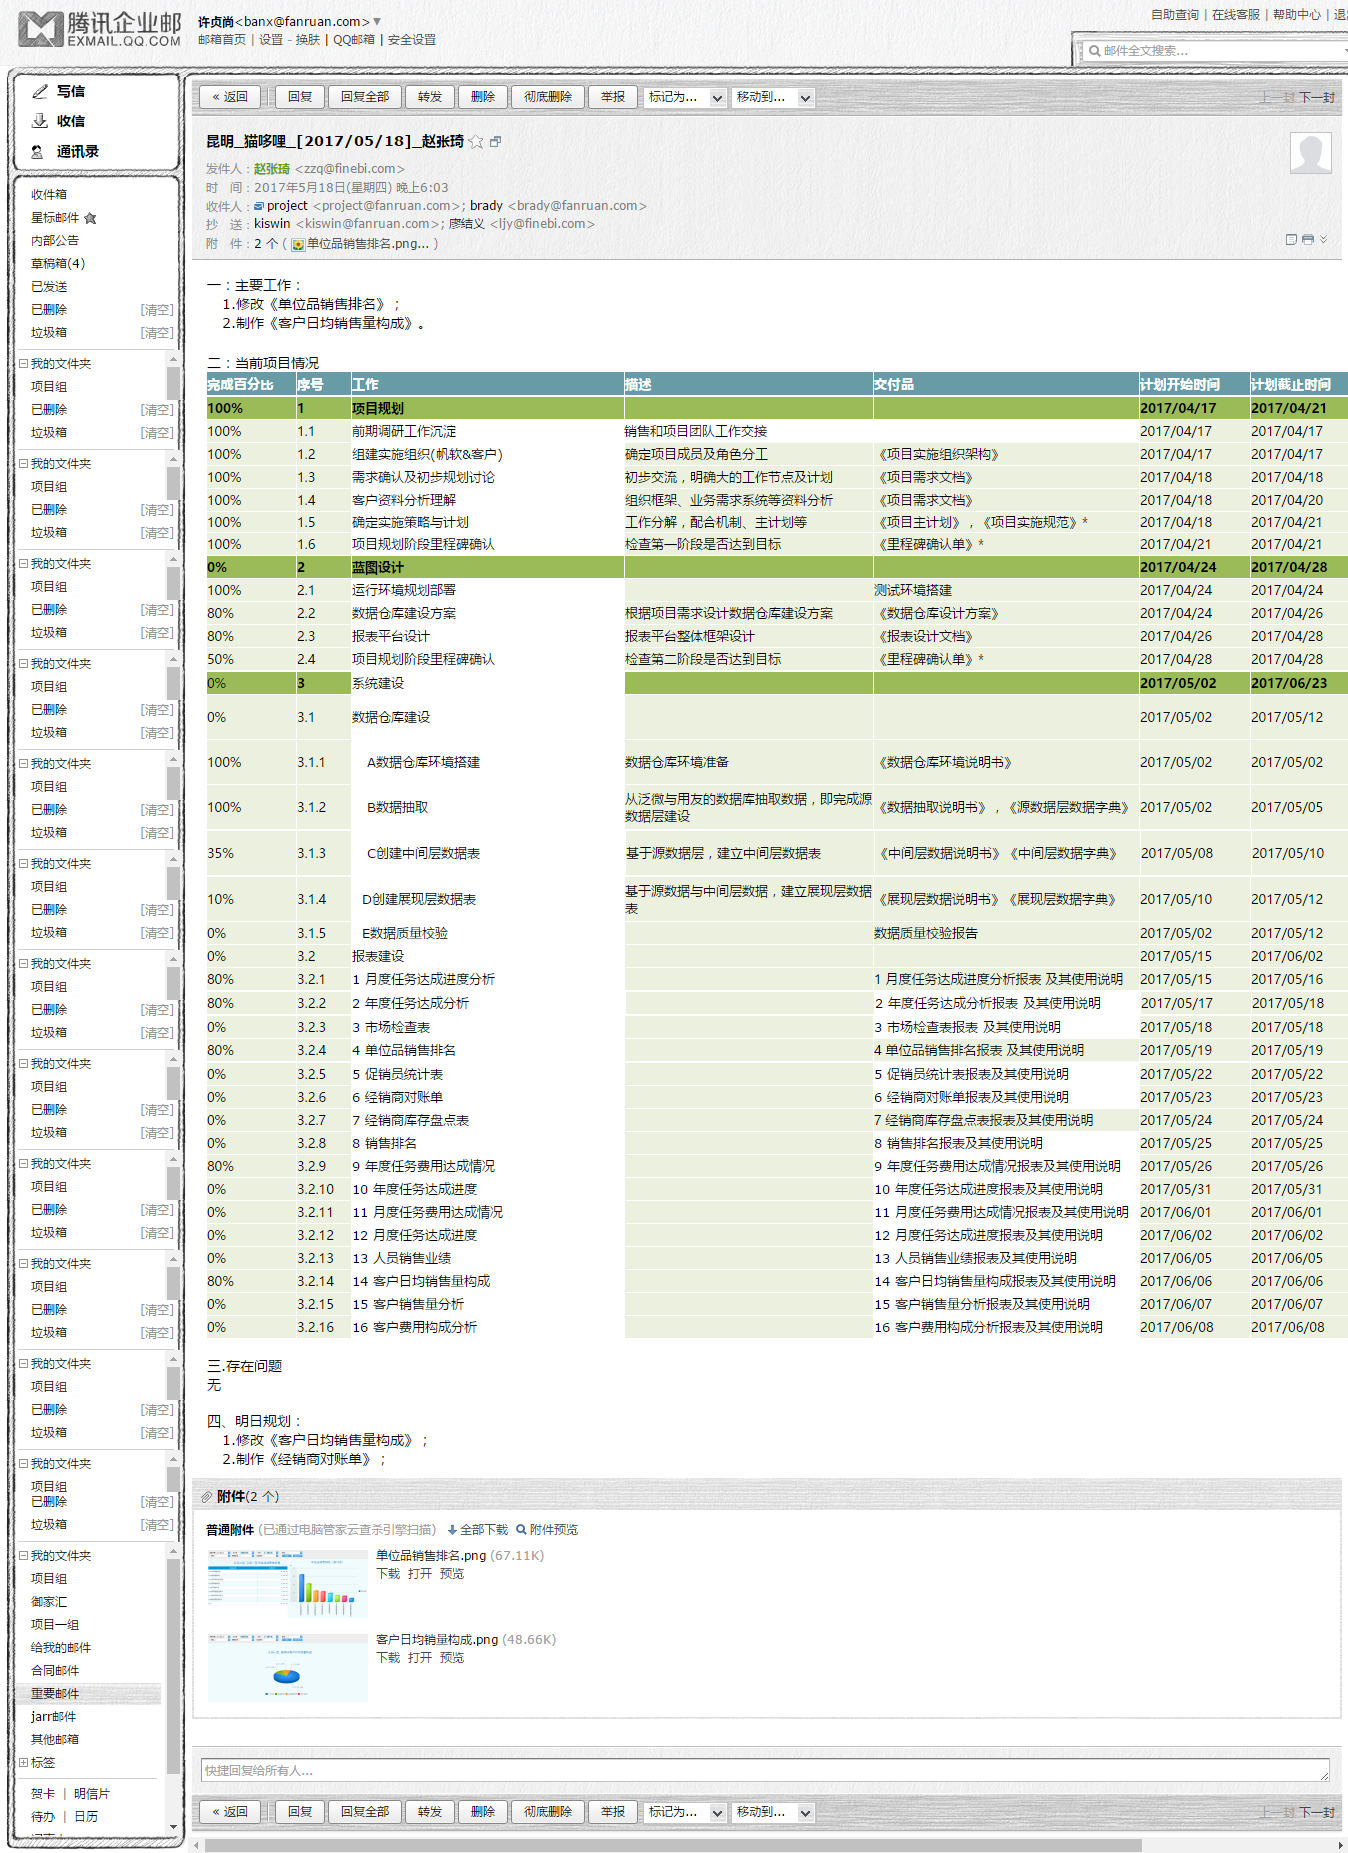 腾讯企业邮
EXMAIL.QQ.COM
许贞尚<banx@fanruan.com>
邮箱首页 | 设置 - 换肤 | QQ邮箱 | 安全设置
自助查询 | 在线客服 | 帮助中心 | 退
邮件全文搜索...
写信
收信
通讯录
收件箱
星标邮件
内部公告
草稿箱(4)
已发送
已删除 [清空]
垃圾箱 [清空]
我的文件夹
项目组
已删除 [清空]
垃圾箱 [清空]
我的文件夹
项目组
已删除 [清空]
垃圾箱 [清空]
我的文件夹
项目组
已删除 [清空]
垃圾箱 [清空]
我的文件夹
项目组
已删除 [清空]
垃圾箱 [清空]
我的文件夹
项目组
已删除 [清空]
垃圾箱 [清空]
我的文件夹
项目组
已删除 [清空]
垃圾箱 [清空]
我的文件夹
项目组
已删除 [清空]
垃圾箱 [清空]
我的文件夹
项目组
已删除 [清空]
垃圾箱 [清空]
我的文件夹
项目组
已删除 [清空]
垃圾箱 [清空]
我的文件夹
项目组
已删除 [清空]
垃圾箱 [清空]
我的文件夹
项目组
已删除 [清空]
垃圾箱 [清空]
我的文件夹
项目组
已删除 [清空]
垃圾箱 [清空]
我的文件夹
项目组
御家汇
项目一组
给我的邮件
合同邮件
重要邮件
jarr邮件
其他邮箱
标签
贺卡 | 明信片
待办 | 日历
« 返回 回复 回复全部 转发 删除 彻底删除 举报 标记为... 移动到... 上一封 下一封
昆明_猫哆哩_[2017/05/18]_赵张琦
发件人：赵张琦 <zzq@finebi.com>
时 间：2017年5月18日(星期四) 晚上6:03
收件人：project <project@fanruan.com>; brady <brady@fanruan.com>
抄 送：kiswin <kiswin@fanruan.com>; 廖结义 <ljy@finebi.com>
附 件：2 个 ( 单位品销售排名.png... )
一：主要工作：
1.修改《单位品销售排名》；
2.制作《客户日均销售量构成》。
二：当前项目情况
完成百分比 序号 工作 描述 交付品 计划开始时间 计划截止时间
100% 1 项目规划 2017/04/17 2017/04/21
100% 1.1 前期调研工作沉淀 销售和项目团队工作交接 2017/04/17 2017/04/17
100% 1.2 组建实施组织(帆软&客户) 确定项目成员及角色分工 《项目实施组织架构》 2017/04/17 2017/04/17
100% 1.3 需求确认及初步规划讨论 初步交流，明确大的工作节点及计划 《项目需求文档》 2017/04/18 2017/04/18
100% 1.4 客户资料分析理解 组织框架、业务需求系统等资料分析 《项目需求文档》 2017/04/18 2017/04/20
100% 1.5 确定实施策略与计划 工作分解，配合机制、主计划等 《项目主计划》，《项目实施规范》* 2017/04/18 2017/04/21
100% 1.6 项目规划阶段里程碑确认 检查第一阶段是否达到目标 《里程碑确认单》* 2017/04/21 2017/04/21
0% 2 蓝图设计 2017/04/24 2017/04/28
100% 2.1 运行环境规划部署 测试环境搭建 2017/04/24 2017/04/24
80% 2.2 数据仓库建设方案 根据项目需求设计数据仓库建设方案 《数据仓库设计方案》 2017/04/24 2017/04/26
80% 2.3 报表平台设计 报表平台整体框架设计 《报表设计文档》 2017/04/26 2017/04/28
50% 2.4 项目规划阶段里程碑确认 检查第二阶段是否达到目标 《里程碑确认单》* 2017/04/28 2017/04/28
0% 3 系统建设 2017/05/02 2017/06/23
0% 3.1 数据仓库建设 2017/05/02 2017/05/12
100% 3.1.1 A数据仓库环境搭建 数据仓库环境准备 《数据仓库环境说明书》 2017/05/02 2017/05/02
100% 3.1.2 B数据抽取 从泛微与用友的数据库抽取数据，即完成源数据层建设 《数据抽取说明书》，《源数据层数据字典》 2017/05/02 2017/05/05
35% 3.1.3 C创建中间层数据表 基于源数据层，建立中间层数据表 《中间层数据说明书》《中间层数据字典》 2017/05/08 2017/05/10
10% 3.1.4 D创建展现层数据表 基于源数据与中间层数据，建立展现层数据表 《展现层数据说明书》《展现层数据字典》 2017/05/10 2017/05/12
0% 3.1.5 E数据质量校验 数据质量校验报告 2017/05/02 2017/05/12
0% 3.2 报表建设 2017/05/15 2017/06/02
80% 3.2.1 1 月度任务达成进度分析 1 月度任务达成进度分析报表 及其使用说明 2017/05/15 2017/05/16
80% 3.2.2 2 年度任务达成分析 2 年度任务达成分析报表 及其使用说明 2017/05/17 2017/05/18
0% 3.2.3 3 市场检查表 3 市场检查表报表 及其使用说明 2017/05/18 2017/05/18
80% 3.2.4 4 单位品销售排名 4 单位品销售排名报表 及其使用说明 2017/05/19 2017/05/19
0% 3.2.5 5 促销员统计表 5 促销员统计表报表及其使用说明 2017/05/22 2017/05/22
0% 3.2.6 6 经销商对账单 6 经销商对账单报表及其使用说明 2017/05/23 2017/05/23
0% 3.2.7 7 经销商库存盘点表 7 经销商库存盘点表报表及其使用说明 2017/05/24 2017/05/24
0% 3.2.8 8 销售排名 8 销售排名报表及其使用说明 2017/05/25 2017/05/25
80% 3.2.9 9 年度任务费用达成情况 9 年度任务费用达成情况报表及其使用说明 2017/05/26 2017/05/26
0% 3.2.10 10 年度任务达成进度 10 年度任务达成进度报表及其使用说明 2017/05/31 2017/05/31
0% 3.2.11 11 月度任务费用达成情况 11 月度任务费用达成情况报表及其使用说明 2017/06/01 2017/06/01
0% 3.2.12 12 月度任务达成进度 12 月度任务达成进度报表及其使用说明 2017/06/02 2017/06/02
0% 3.2.13 13 人员销售业绩 13 人员销售业绩报表及其使用说明 2017/06/05 2017/06/05
80% 3.2.14 14 客户日均销售量构成 14 客户日均销售量构成报表及其使用说明 2017/06/06 2017/06/06
0% 3.2.15 15 客户销售量分析 15 客户销售量分析报表及其使用说明 2017/06/07 2017/06/07
0% 3.2.16 16 客户费用构成分析 16 客户费用构成分析报表及其使用说明 2017/06/08 2017/06/08
三.存在问题
无
四、明日规划：
1.修改《客户日均销售量构成》；
2.制作《经销商对账单》；
附件(2 个)
普通附件 (已通过电脑管家云查杀引擎扫描) 全部下载 附件预览
单位品销售排名.png (67.11K)
下载 打开 预览
客户日均销量构成.png (48.66K)
下载 打开 预览
快捷回复给所有人...
« 返回 回复 回复全部 转发 删除 彻底删除 举报 标记为... 移动到... 上一封 下一封